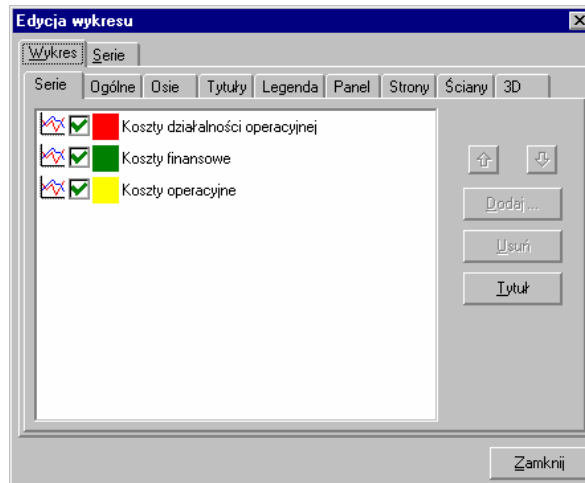 Edycja wykresu
Wykres Serie
Serie Ogólne Osie Tytuły Legenda Panel Strony Ściany 3D
Koszty działalności operacyjnej
Koszty finansowe
Koszty operacyjne
Dodaj ...
Usuń
Tytuł
Zamknij